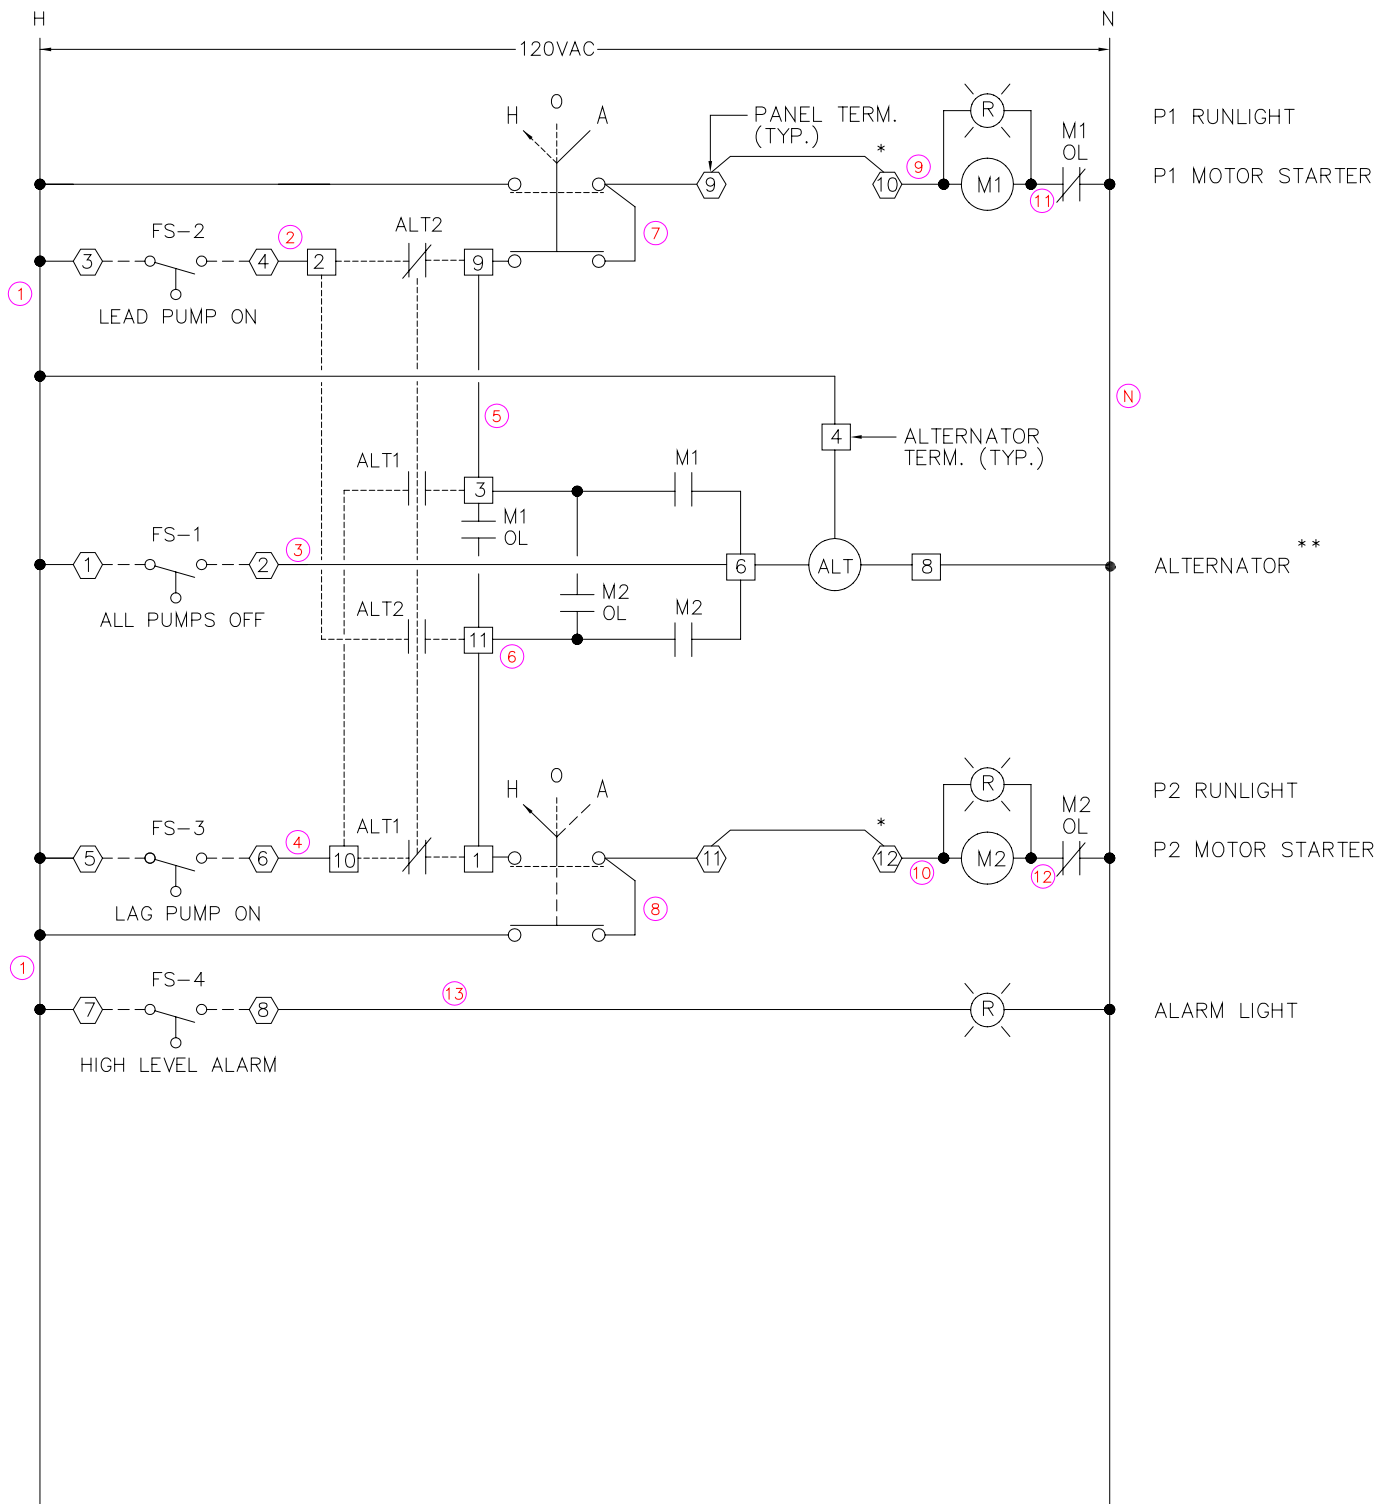 H N
120VAC
H O A
PANEL TERM.
(TYP.)
*
9
R
M1
OL
P1 RUNLIGHT
9 10 M1 11
P1 MOTOR STARTER
FS-2
2
ALT2
7
3 4 2 9
1
LEAD PUMP ON
N
5
4
ALTERNATOR
TERM. (TYP.)
ALT1
M1
3
M1
OL
FS-1
3
**
1 2 6 ALT 8
ALTERNATOR
ALL PUMPS OFF
ALT2
M2
OL
M2
11
6
H O A
R
M2
OL
P2 RUNLIGHT
FS-3
4
ALT1
*
5 6 10 1 11 12 M2
P2 MOTOR STARTER
10 12
LAG PUMP ON
8
1
FS-4
13
7 8 R
ALARM LIGHT
HIGH LEVEL ALARM